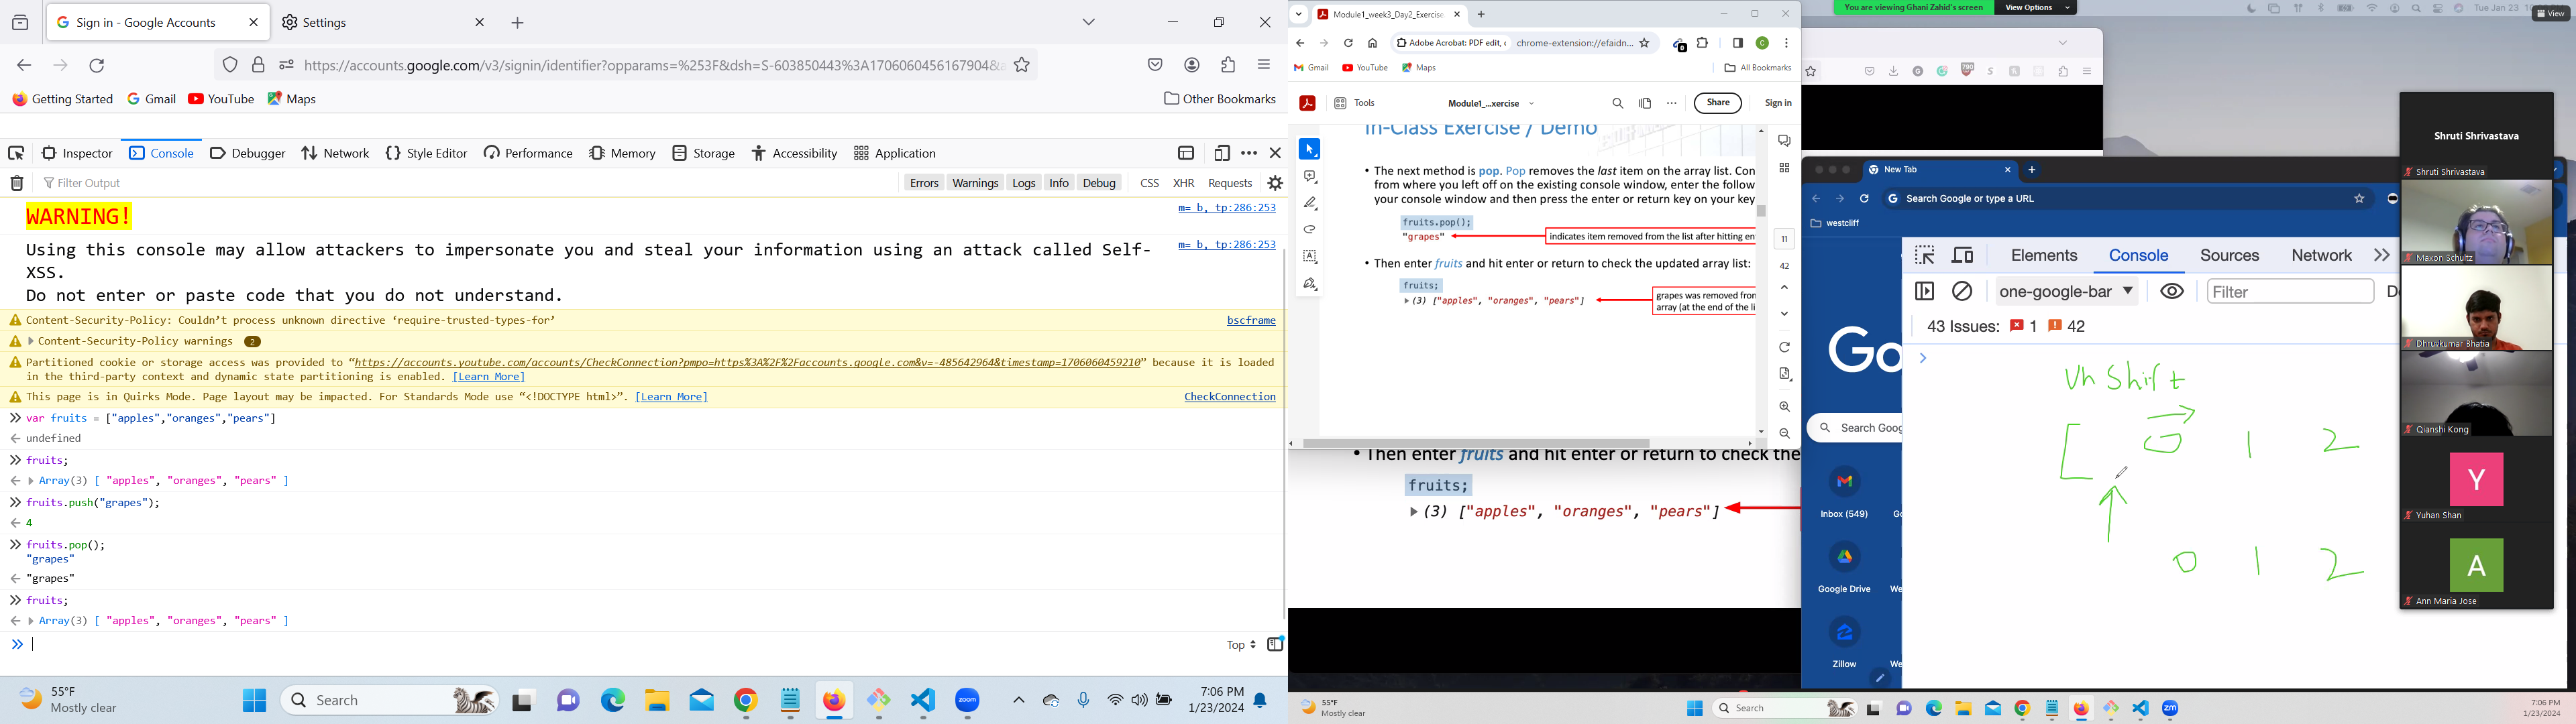 Sign in - Google Accounts
Settings
https://accounts.google.com/v3/signin/identifier?opparams=%253F&dsh=S-603850443%3A1706060456167904&
Getting Started
Gmail
YouTube
Maps
Other Bookmarks
Inspector
Console
Debugger
Network
Style Editor
Performance
Memory
Storage
Accessibility
Application
Filter Output
Errors
Warnings
Logs
Info
Debug
CSS
XHR
Requests
WARNING!
m=_b,_tp:286:253
Using this console may allow attackers to impersonate you and steal your information using an attack called Self-
XSS.
Do not enter or paste code that you do not understand.
m=_b,_tp:286:253
Content-Security-Policy: Couldn't process unknown directive ‘require-trusted-types-for’
bscframe
Content-Security-Policy warnings 2
Partitioned cookie or storage access was provided to “https://accounts.youtube.com/accounts/CheckConnection?pmpo=https%3A%2F%2Faccounts.google.com&v=-485642964&timestamp=1706060459210” because it is loaded
in the third-party context and dynamic state partitioning is enabled. [Learn More]
This page is in Quirks Mode. Page layout may be impacted. For Standards Mode use “<!DOCTYPE html>”. [Learn More]
CheckConnection
var fruits = ["apples","oranges","pears"]
undefined
fruits;
Array(3) [ "apples", "oranges", "pears" ]
fruits.push("grapes");
4
fruits.pop();
"grapes"
"grapes"
fruits;
Array(3) [ "apples", "oranges", "pears" ]
Top
55°F
Mostly clear
Search
zoom
7:06 PM
1/23/2024
Module1_week3_Day2_Exercise
Adobe Acrobat: PDF edit, c
chrome-extension://efaidn...
0
C
Gmail
YouTube
Maps
All Bookmarks
Tools
Module1_...xercise
Share
Sign in
In-Class Exercise / Demo
• The next method is pop. Pop removes the last item on the array list. Con
from where you left off on the existing console window, enter the follow
your console window and then press the enter or return key on your key
fruits.pop();
"grapes"
indicates item removed from the list after hitting en
• Then enter fruits and hit enter or return to check the updated array list:
fruits;
(3) ["apples", "oranges", "pears"]
grapes was removed from
array (at the end of the li
11
42
• Then enter fruits and hit enter or return to check the
fruits;
(3) ["apples", "oranges", "pears"]
You are viewing Ghani Zahid's screen
View Options
Tue Jan 23
View
790
New Tab
Search Google or type a URL
westcliff
Elements
Console
Sources
Network
one-google-bar
Filter
De
43 Issues:
1
42
Go
Search Goog
Inbox (549)
Google Drive
We
Zillow
We
Un Shift
[ 0 1 2
0 1 2
Shruti Shrivastava
Shruti Shrivastava
Maxon Schultz
Dhruvkumar Bhatia
Qianshi Kong
Y
Yuhan Shan
A
Ann Maria Jose
55°F
Mostly clear
Search
zm
7:06 PM
1/23/2024